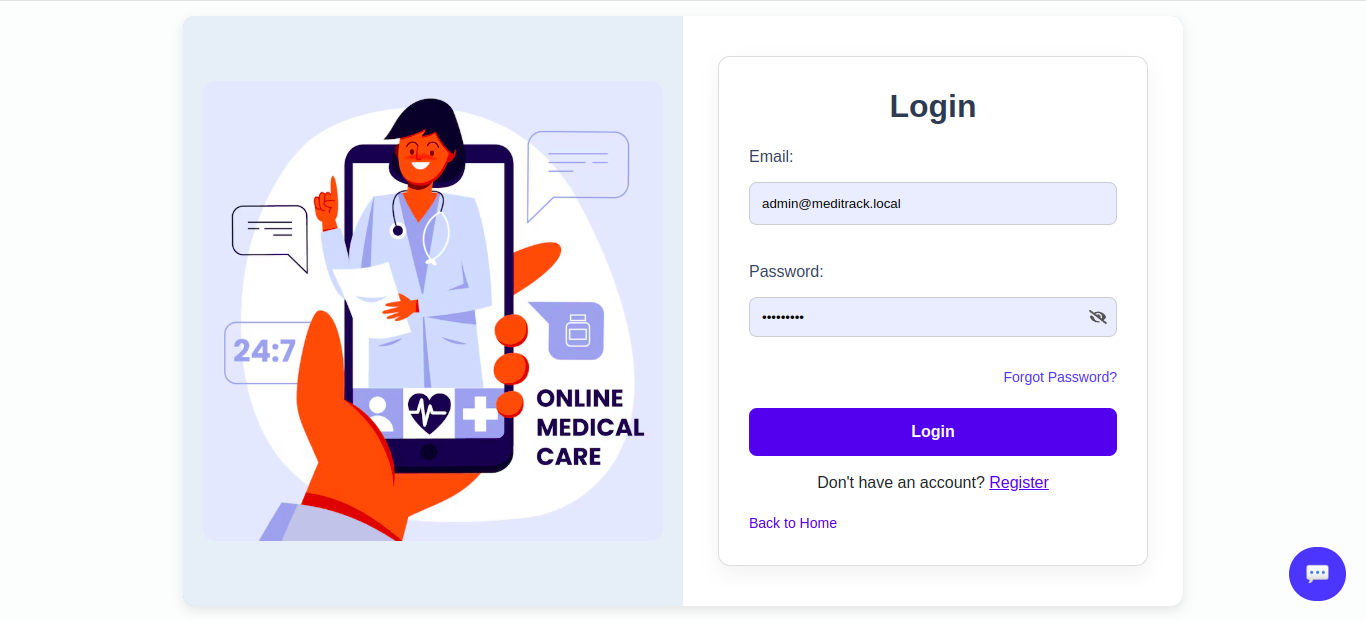 24:7
ONLINE
MEDICAL
CARE
Login
Email:
admin@meditrack.local
Password:
•••••••••
Forgot Password?
Login
Don't have an account? Register
Back to Home